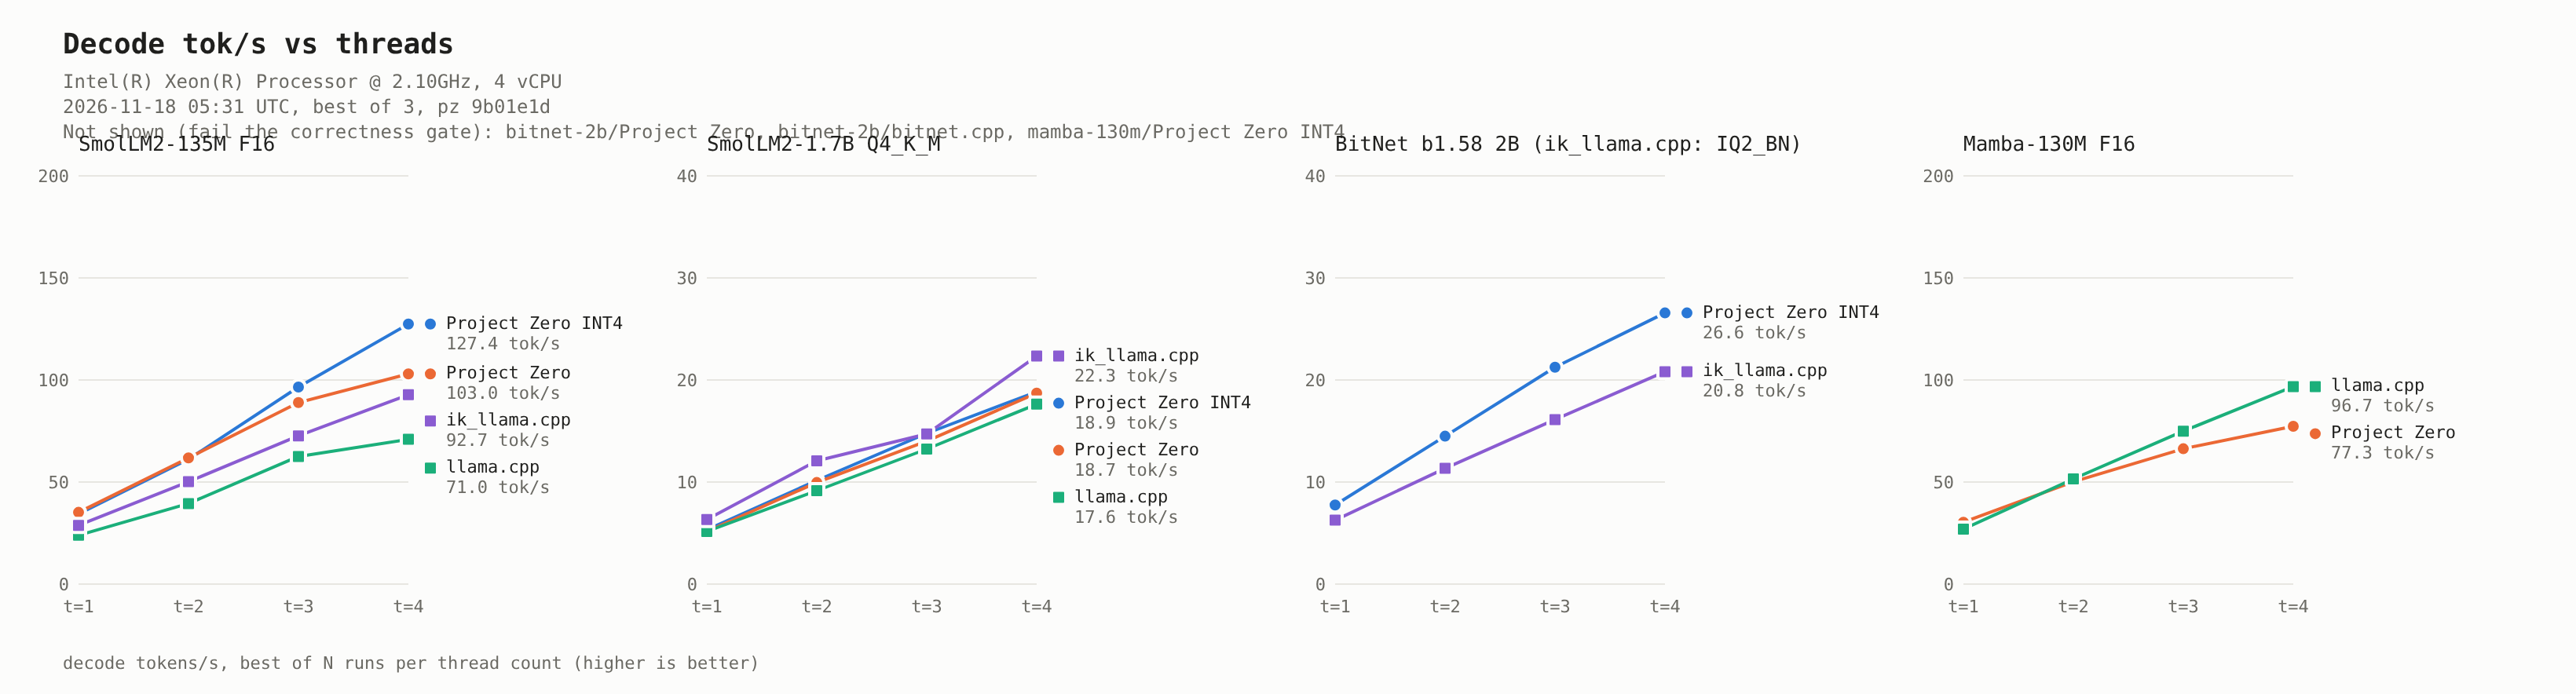 Decode tok/s vs threads
Intel(R) Xeon(R) Processor @ 2.10GHz, 4 vCPU
2026-11-18 05:31 UTC, best of 3, pz 9b01e1d
Not shown (fail the correctness gate): bitnet-2b/Project Zero, bitnet-2b/bitnet.cpp, mamba-130m/Project Zero INT4
SmolLM2-135M F16
200
150
100
50
0
t=1 t=2 t=3 t=4
Project Zero INT4
127.4 tok/s
Project Zero
103.0 tok/s
ik_llama.cpp
92.7 tok/s
llama.cpp
71.0 tok/s
SmolLM2-1.7B Q4_K_M
40
30
20
10
0
t=1 t=2 t=3 t=4
ik_llama.cpp
22.3 tok/s
Project Zero INT4
18.9 tok/s
Project Zero
18.7 tok/s
llama.cpp
17.6 tok/s
BitNet b1.58 2B (ik_llama.cpp: IQ2_BN)
40
30
20
10
0
t=1 t=2 t=3 t=4
Project Zero INT4
26.6 tok/s
ik_llama.cpp
20.8 tok/s
Mamba-130M F16
200
150
100
50
0
t=1 t=2 t=3 t=4
llama.cpp
96.7 tok/s
Project Zero
77.3 tok/s
decode tokens/s, best of N runs per thread count (higher is better)